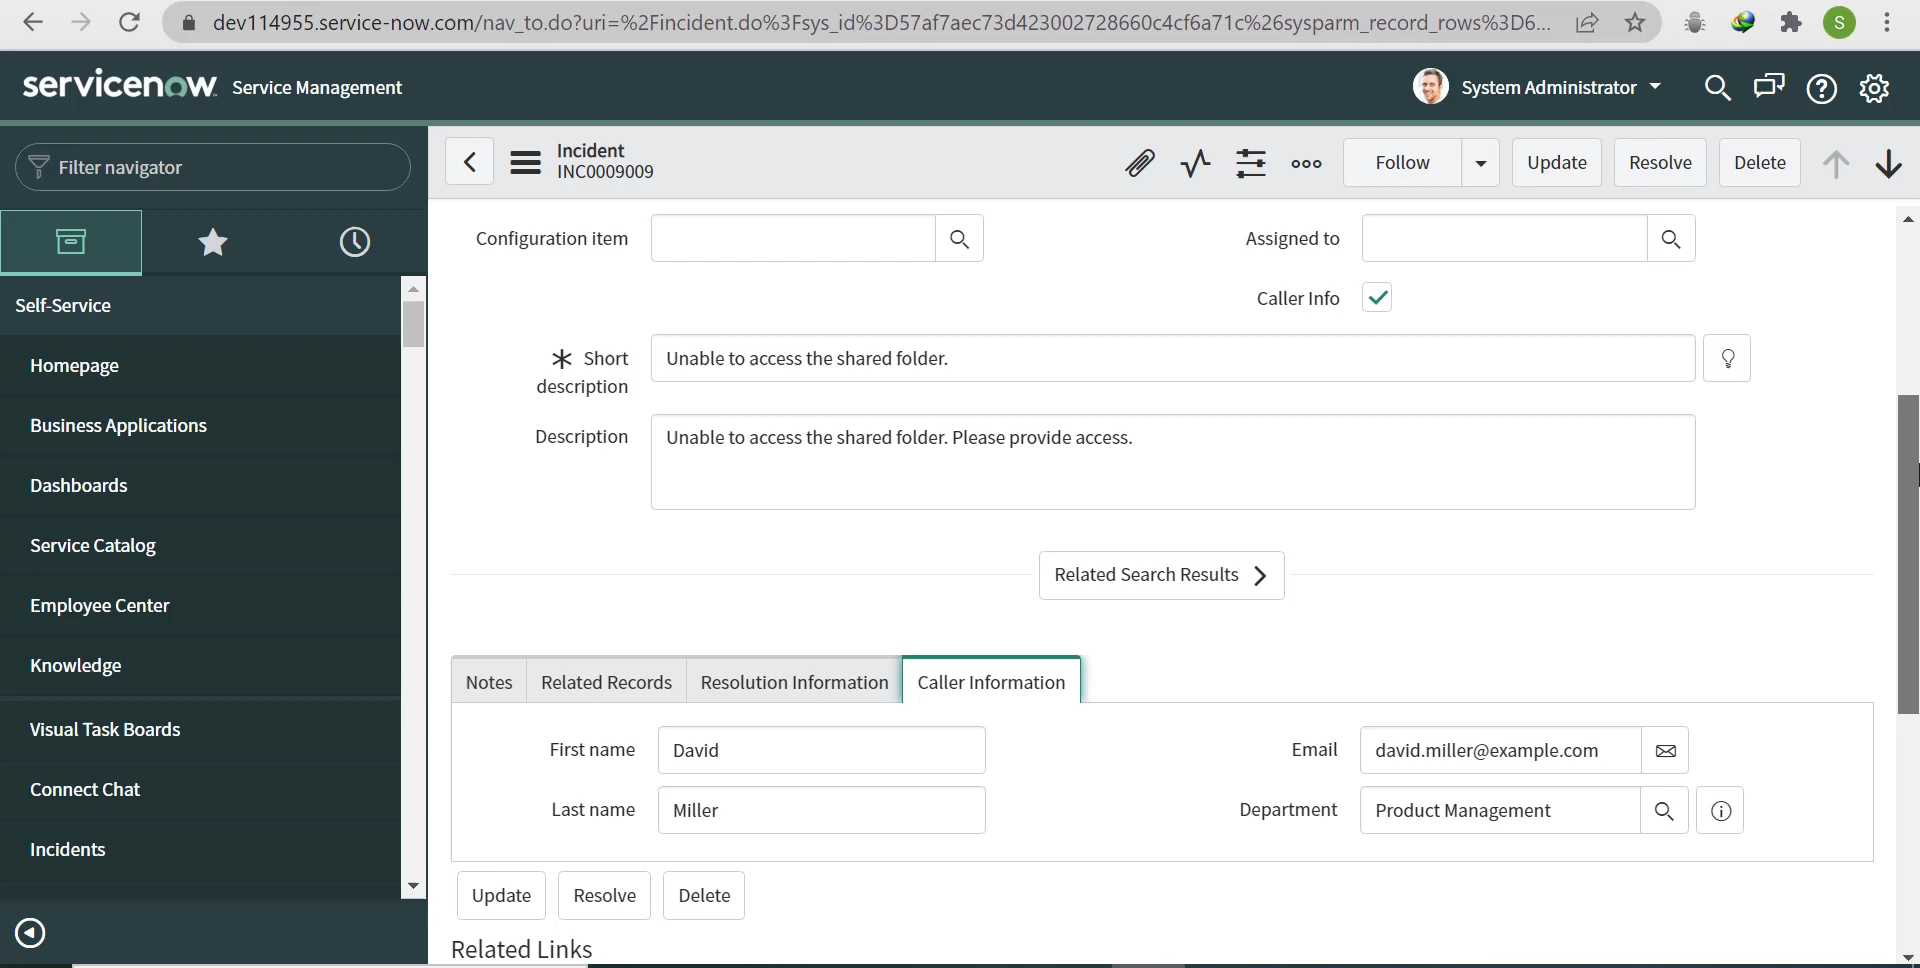 dev114955.service-now.com/nav_to.do?uri=%2Fincident.do%3Fsys_id%3D57af7aec73d423002728660c4cf6a71c%26sysparm_record_rows%3D6...
S
servicenow Service Management
System Administrator
Filter navigator
Incident
INC0009009
Follow
Update
Resolve
Delete
Self-Service
Homepage
Business Applications
Dashboards
Service Catalog
Employee Center
Knowledge
Visual Task Boards
Connect Chat
Incidents
Configuration item
Assigned to
Caller Info
Short
description
Unable to access the shared folder.
Description
Unable to access the shared folder. Please provide access.
Related Search Results
Notes
Related Records
Resolution Information
Caller Information
First name
David
Email
david.miller@example.com
Last name
Miller
Department
Product Management
Update
Resolve
Delete
Related Links